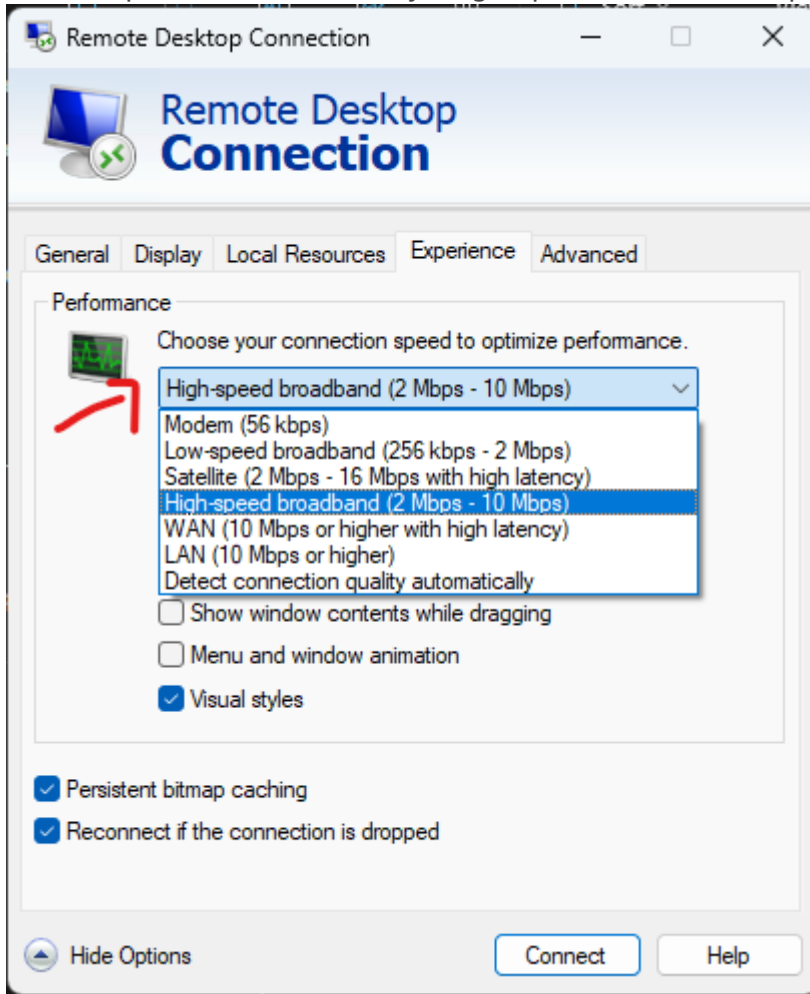 Remote Desktop Connection
Remote Desktop
Connection
General Display Local Resources Experience Advanced
Performance
Choose your connection speed to optimize performance.
High-speed broadband (2 Mbps - 10 Mbps)
Modem (56 kbps)
Low-speed broadband (256 kbps - 2 Mbps)
Satellite (2 Mbps - 16 Mbps with high latency)
High-speed broadband (2 Mbps - 10 Mbps)
WAN (10 Mbps or higher with high latency)
LAN (10 Mbps or higher)
Detect connection quality automatically
Show window contents while dragging
Menu and window animation
Visual styles
Persistent bitmap caching
Reconnect if the connection is dropped
Hide Options Connect Help